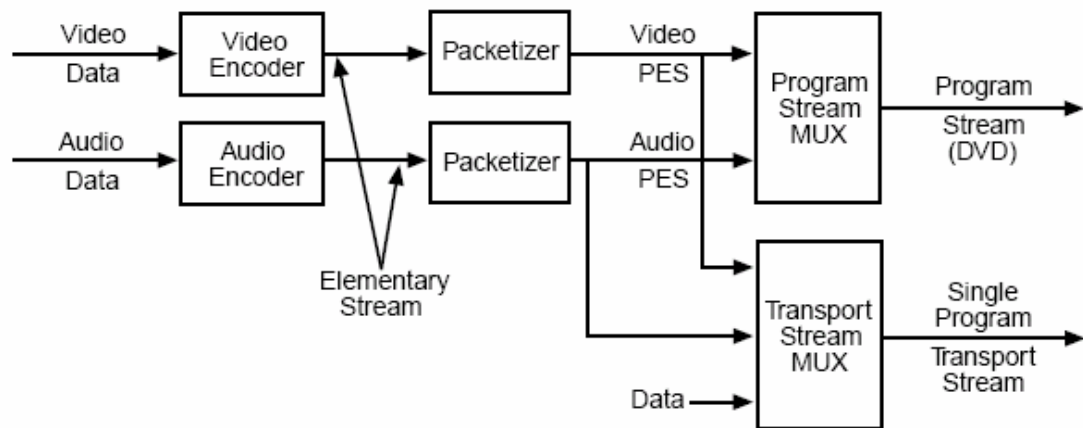 Video
Data
Video
Encoder
Packetizer
Video
PES
Program
Stream
MUX
Program
Stream
(DVD)
Audio
Data
Audio
Encoder
Packetizer
Audio
PES
Elementary
Stream
Transport
Stream
MUX
Single
Program
Transport
Stream
Data